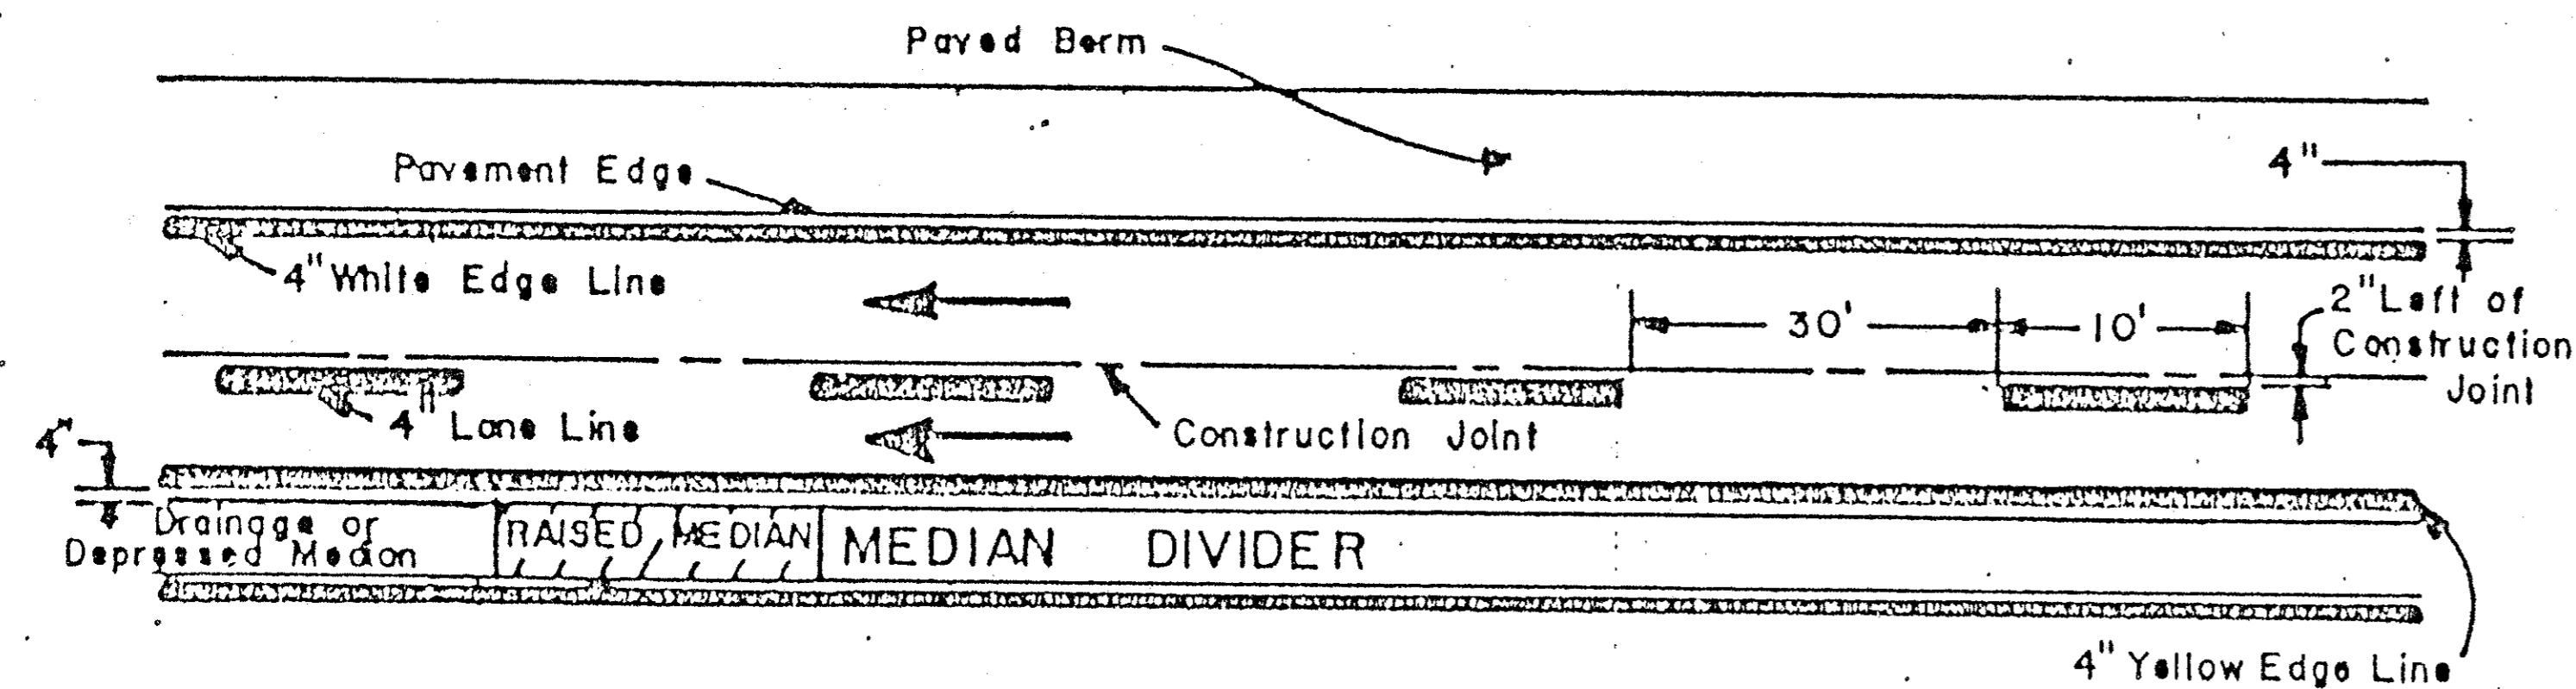 Paved Berm
Pavement Edge
4"
4" White Edge Line
30'
10'
2" Left of
Construction
Joint
4" Lane Line
Construction Joint
4"
Drainage or
Depressed Median
RAISED MEDIAN
MEDIAN DIVIDER
4" Yellow Edge Line